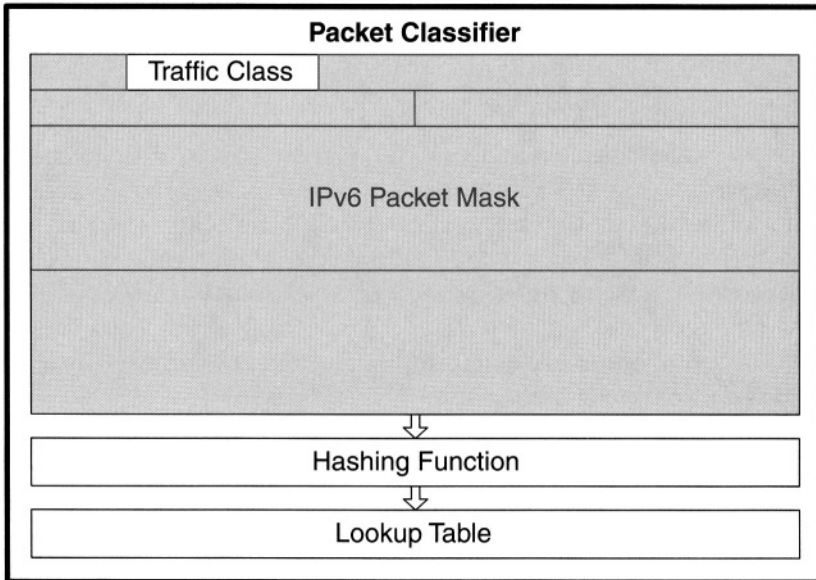 Packet Classifier
Traffic Class
IPv6 Packet Mask
Hashing Function
Lookup Table